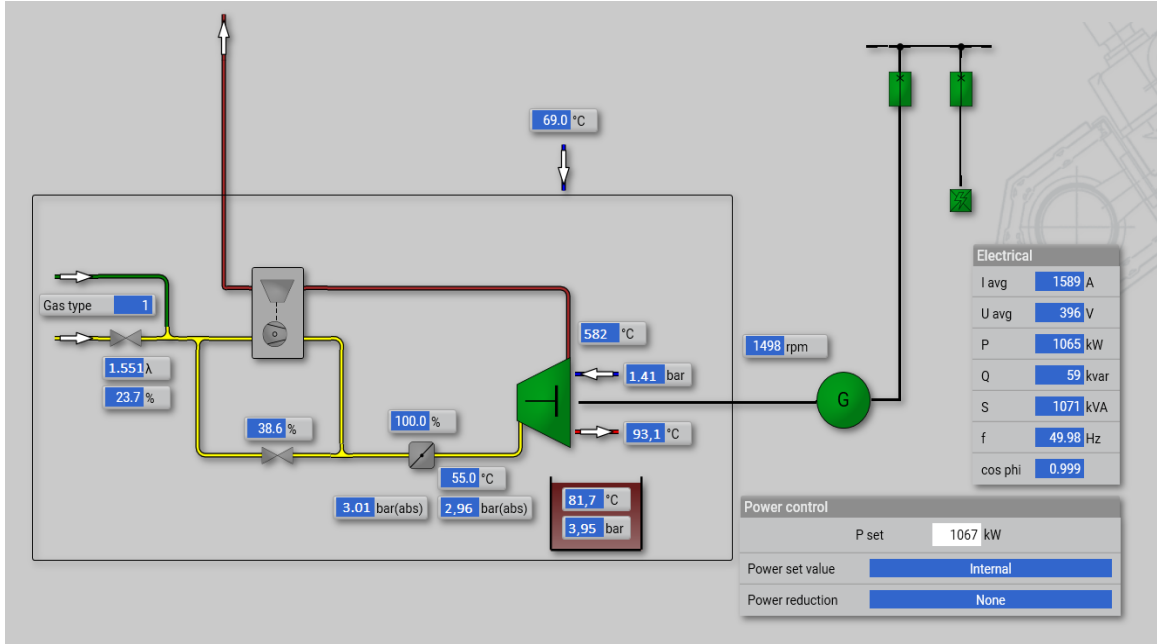 69.0 °C
Gas type 1
1.551 λ
23.7 %
38.6 %
100.0 %
55.0 °C
3.01 bar(abs)
2,96 bar(abs)
582 °C
1,41 bar
93,1 °C
81,7 °C
3,95 bar
1498 rpm
G
Electrical
I avg 1589 A
U avg 396 V
P 1065 kW
Q 59 kvar
S 1071 kVA
f 49.98 Hz
cos phi 0.999
Power control
P set 1067 kW
Power set value Internal
Power reduction None